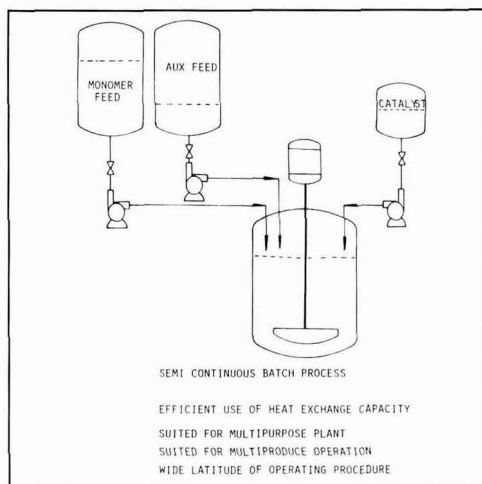 MONOMER
FEED
AUX FEED
CATALYST
SEMI CONTINUOUS BATCH PROCESS
EFFICIENT USE OF HEAT EXCHANGE CAPACITY
SUITED FOR MULTIPURPOSE PLANT
SUITED FOR MULTIPRODUCE OPERATION
WIDE LATITUDE OF OPERATING PROCEDURE